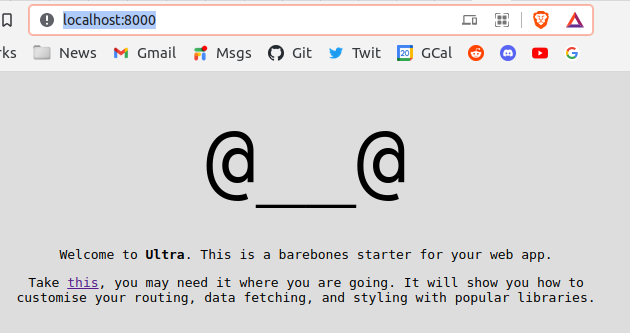 localhost:8000
rks News Gmail Msgs Git Twit 20 GCal G
@__@
Welcome to Ultra. This is a barebones starter for your web app.
Take this, you may need it where you are going. It will show you how to
customise your routing, data fetching, and styling with popular libraries.